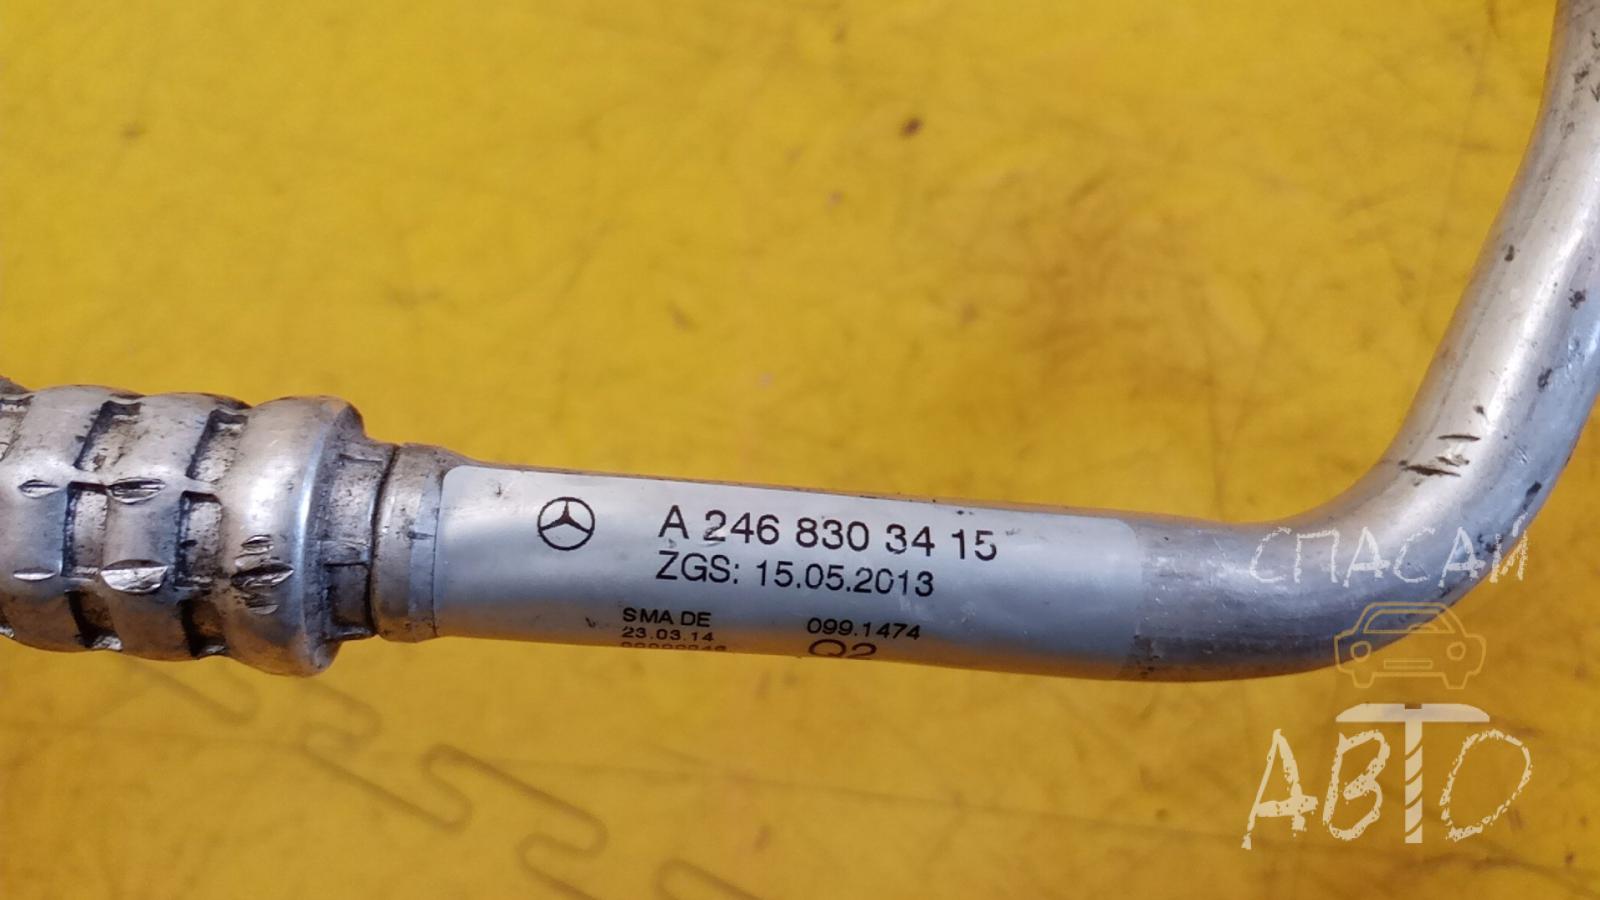 A 246 830 34 15
ZGS: 15.05.2013
SMA DE 099.1474
23.03.14 Q2
СПАСАЙ
АВТО